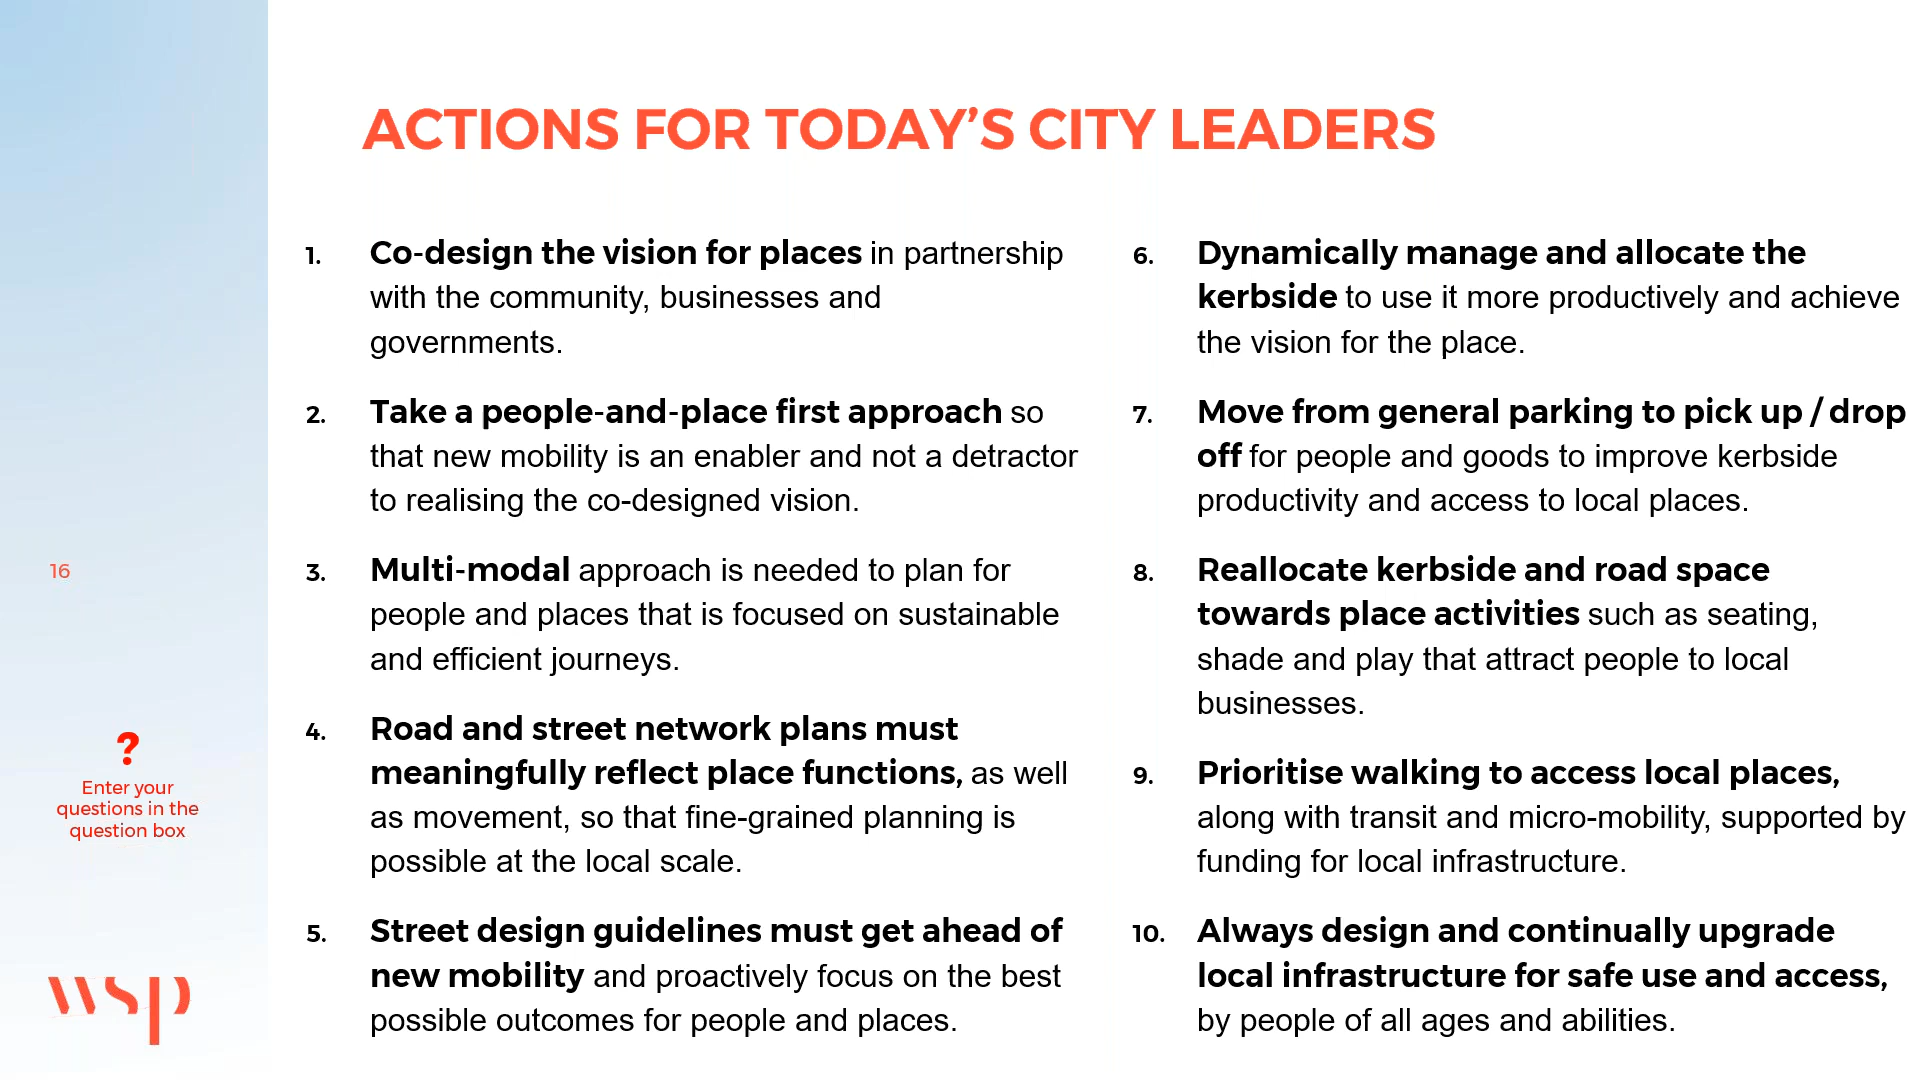 ACTIONS FOR TODAY’S CITY LEADERS
1. Co-design the vision for places in partnership
with the community, businesses and
governments.
2. Take a people-and-place first approach so
that new mobility is an enabler and not a detractor
to realising the co-designed vision.
3. Multi-modal approach is needed to plan for
people and places that is focused on sustainable
and efficient journeys.
4. Road and street network plans must
meaningfully reflect place functions, as well
as movement, so that fine-grained planning is
possible at the local scale.
5. Street design guidelines must get ahead of
new mobility and proactively focus on the best
possible outcomes for people and places.
6. Dynamically manage and allocate the
kerbside to use it more productively and achieve
the vision for the place.
7. Move from general parking to pick up / drop
off for people and goods to improve kerbside
productivity and access to local places.
8. Reallocate kerbside and road space
towards place activities such as seating,
shade and play that attract people to local
businesses.
9. Prioritise walking to access local places,
along with transit and micro-mobility, supported by
funding for local infrastructure.
10. Always design and continually upgrade
local infrastructure for safe use and access,
by people of all ages and abilities.
16
?
Enter your
questions in the
question box
wsp